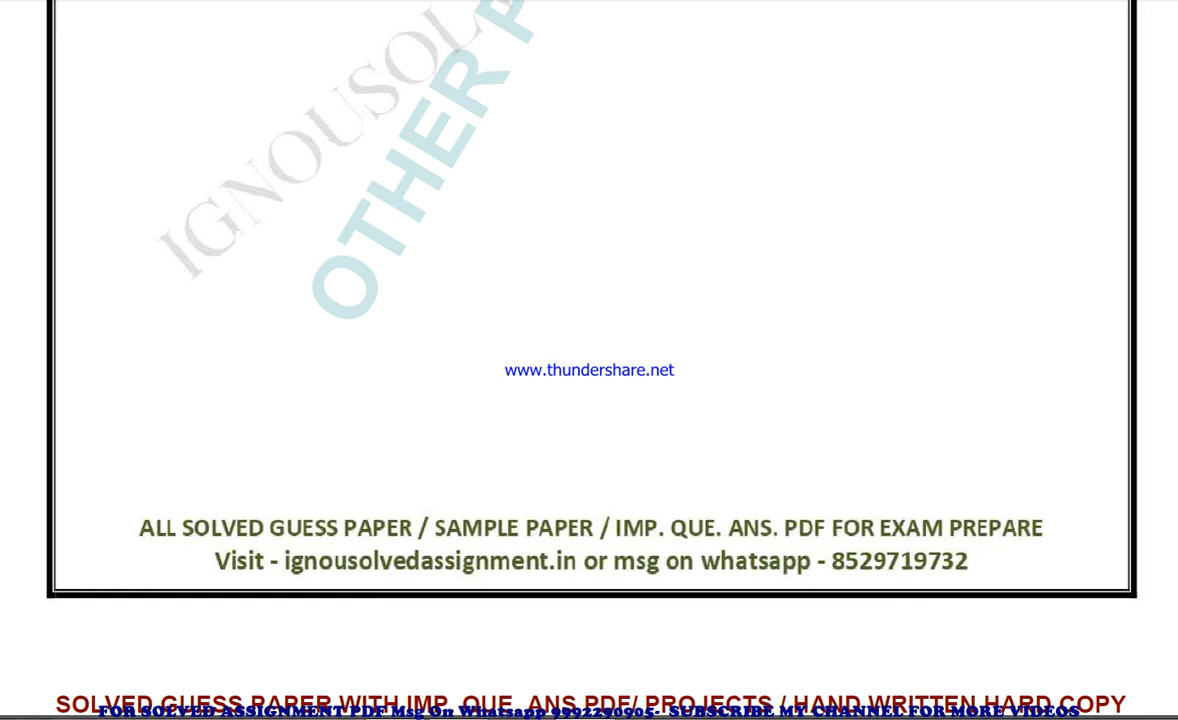 IGNOUSOL
OTHER P
www.thundershare.net
ALL SOLVED GUESS PAPER / SAMPLE PAPER / IMP. QUE. ANS. PDF FOR EXAM PREPARE
Visit - ignousolvedassignment.in or msg on whatsapp - 8529719732
SOLVED GUESS PAPER WITH IMP. QUE. ANS PDF/ PROJECTS / HAND WRITTEN HARD COPY
FOR SOLVED ASSIGNMENT PDF Msg On Whatsapp 9992290905- SUBSCRIBE MY CHANNEL FOR MORE VIDEOS